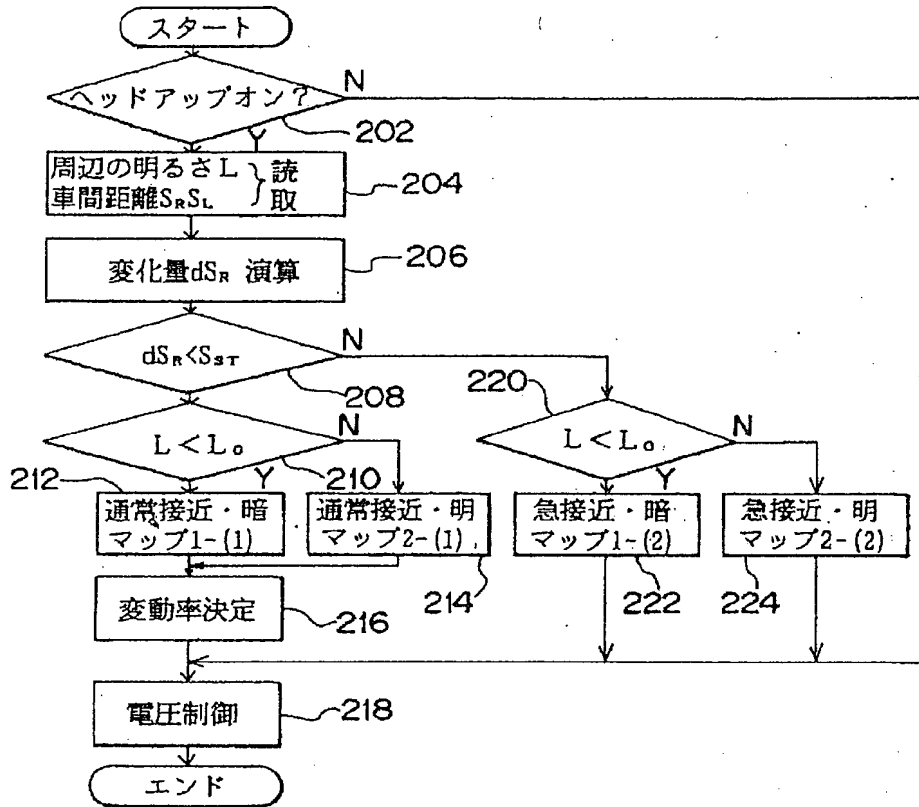 スタート
ヘッドアップオン?
N
202
Y
周辺の明るさL
車間距離SRSL
読
取
204
変化量dSR 演算
206
dSR<SST
N
208
220
L<L0
N
210
Y
L<L0
N
Y
212
通常接近・暗
マップ1-(1)
通常接近・明
マップ2-(1)
214
急接近・暗
マップ1-(2)
222
急接近・明
マップ2-(2)
224
変動率決定
216
電圧制御
218
エンド